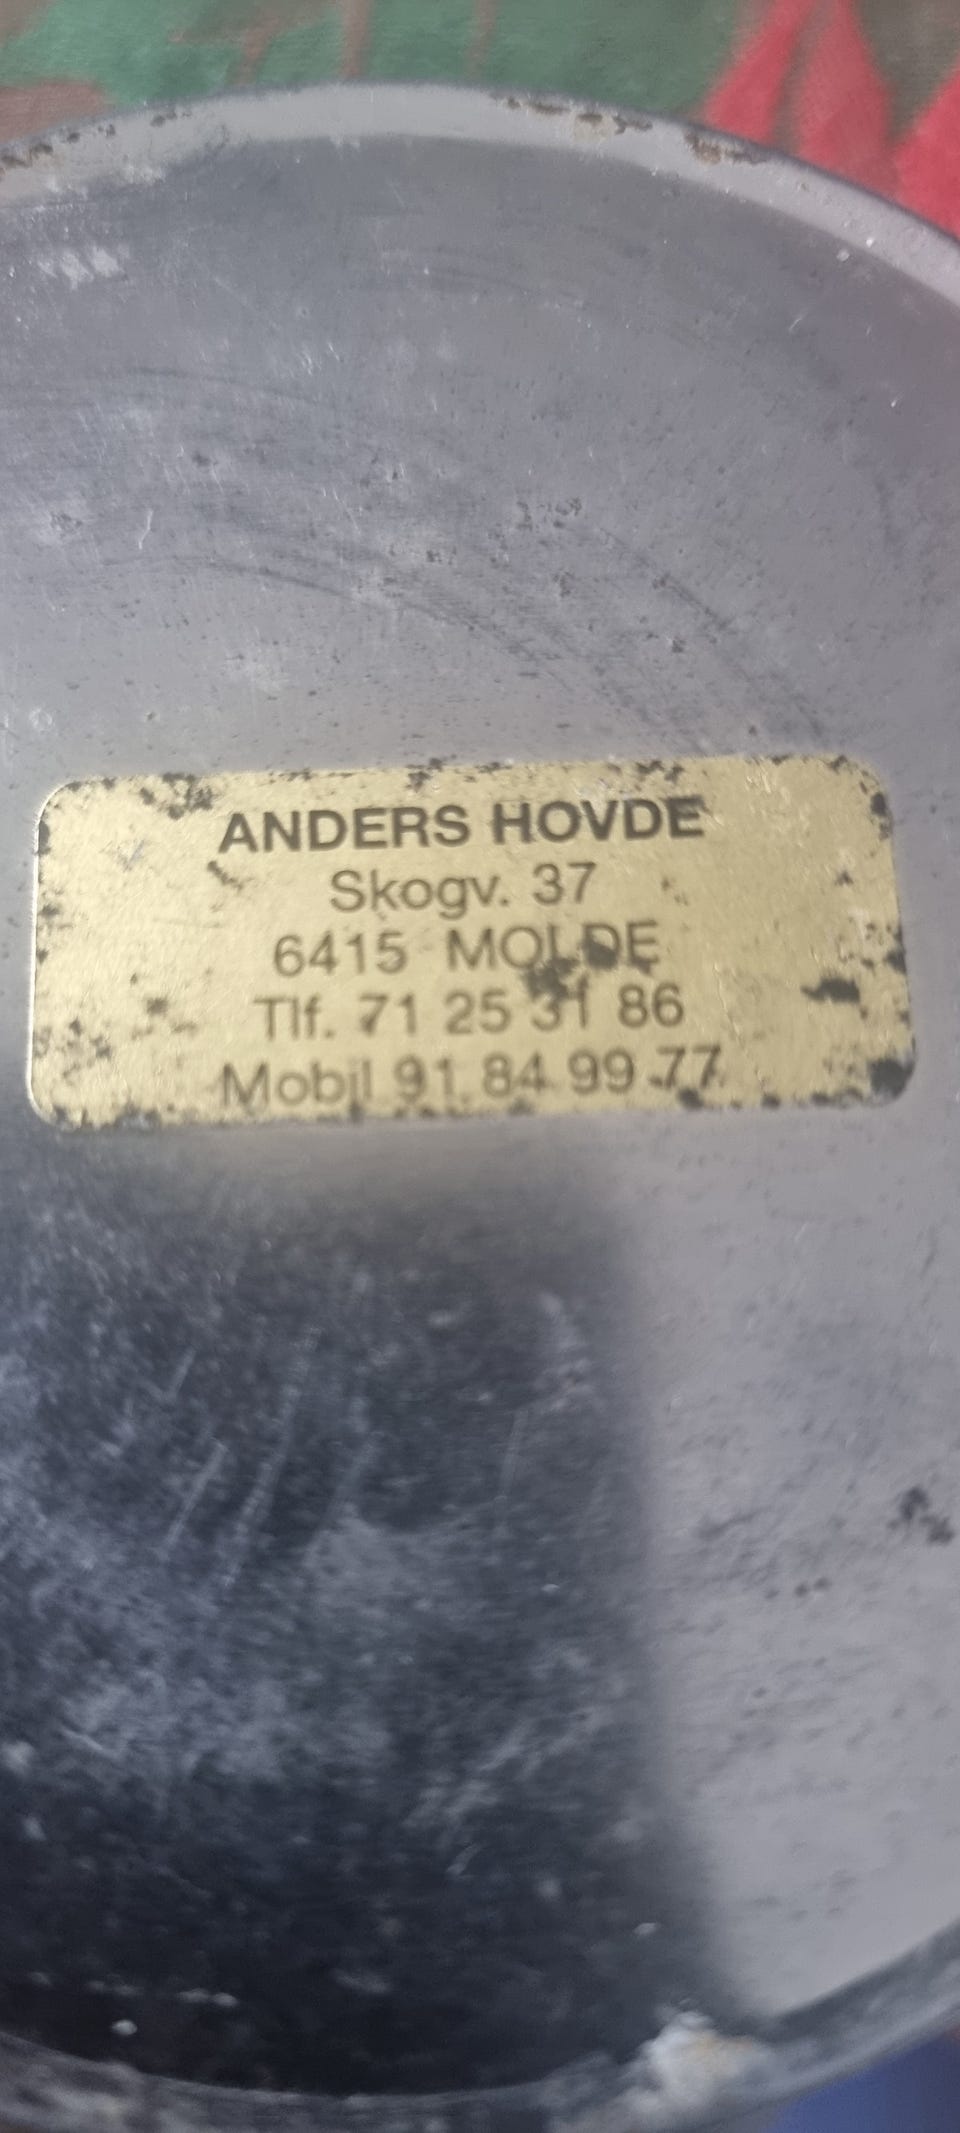 ANDERS HOVDE
Skogv. 37
6415 MOLDE
Tlf. 71 25 31 86
Mobil 91 84 99 77